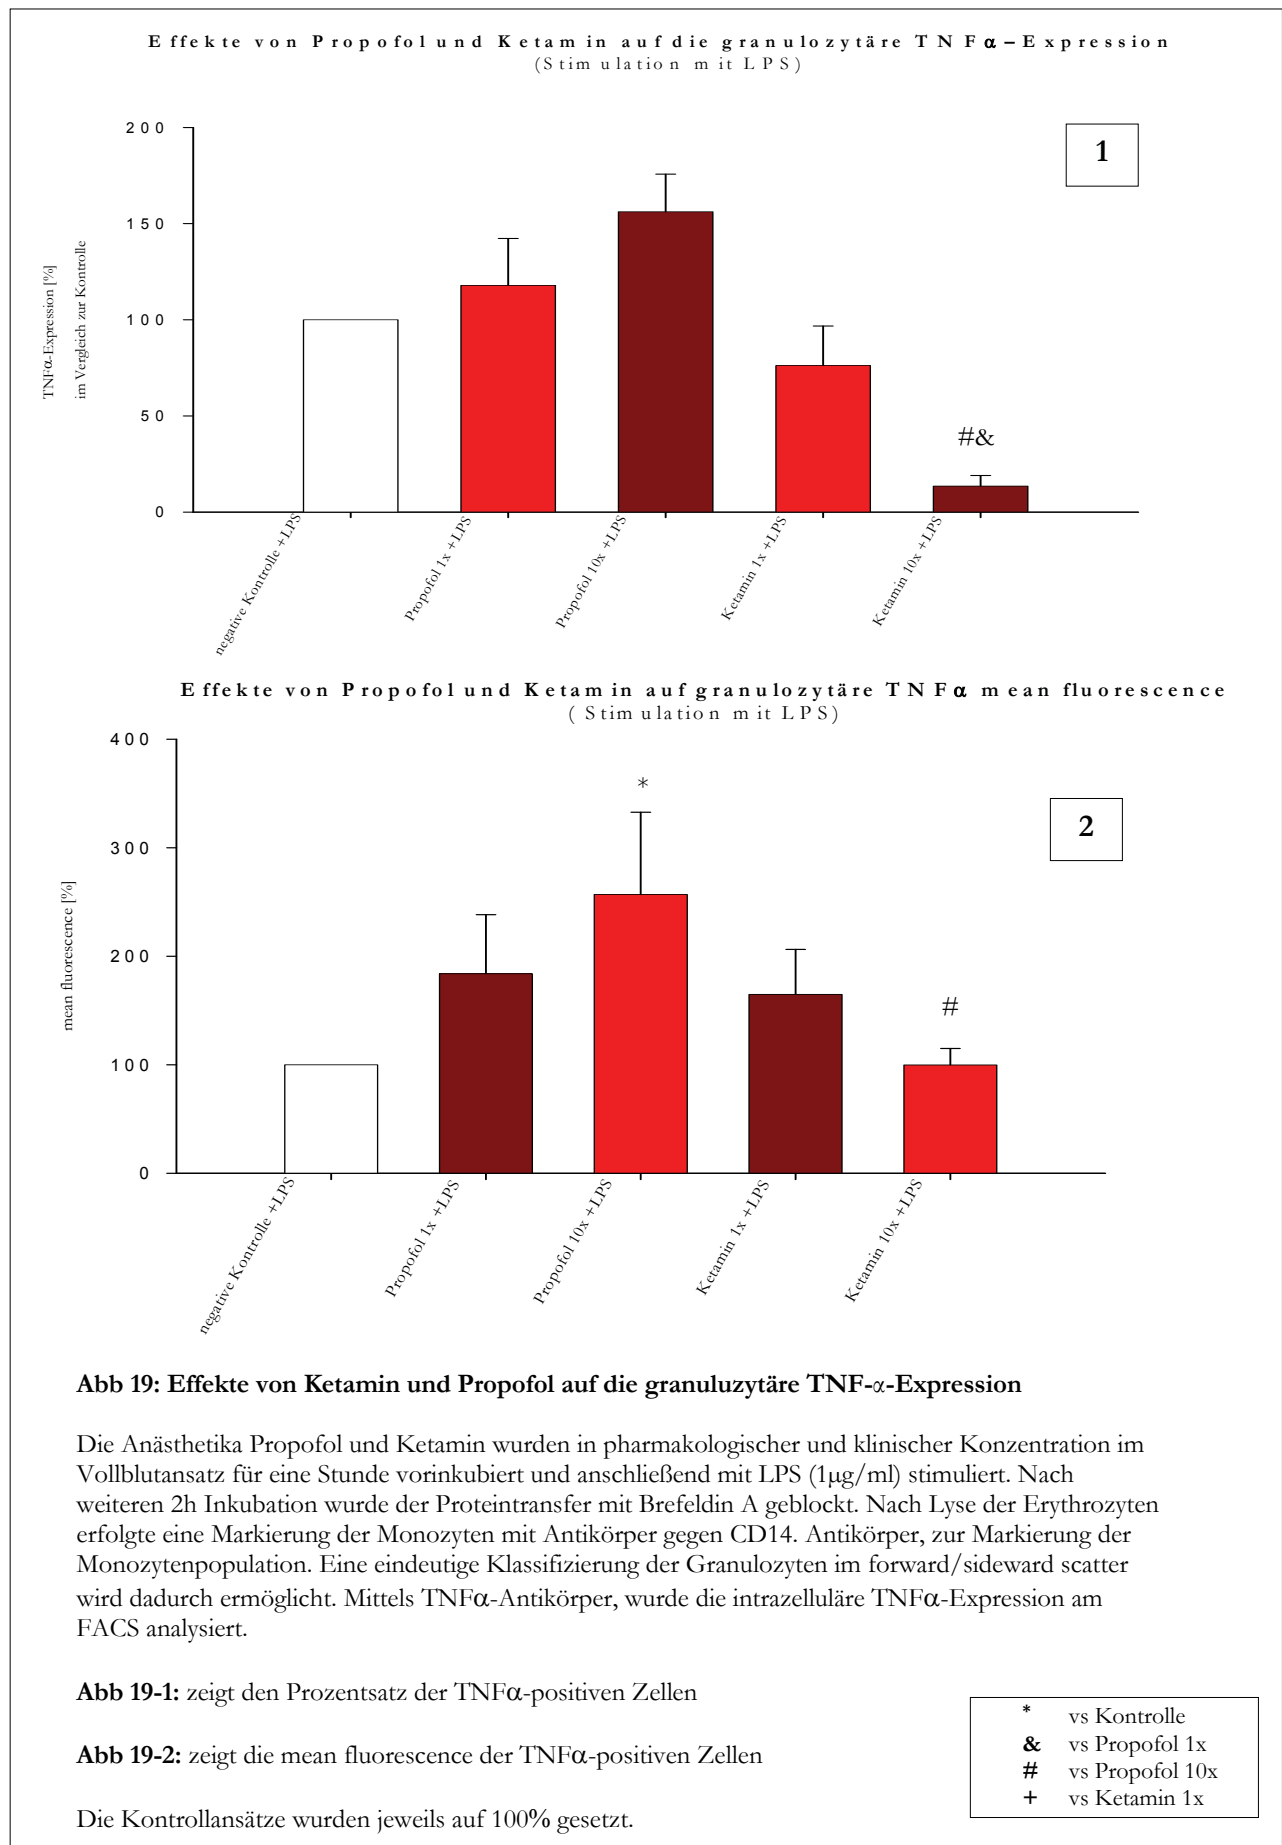 Effekte von Propofol und Ketamin auf die granulozytäre TNFα–Expression
(Stimulation mit LPS)
200
150
100
50
0
TNFα-Expression [%]
im Vergleich zur Kontrolle
1
#&
negative Kontrolle +LPS
Propofol 1x +LPS
Propofol 10x +LPS
Ketamin 1x +LPS
Ketamin 10x +LPS
Effekte von Propofol und Ketamin auf granulozytäre TNFα mean fluorescence
( Stimulation mit LPS)
400
300
200
100
0
mean fluorescence [%]
2
*
#
negative Kontrolle +LPS
Propofol 1x +LPS
Propofol 10x +LPS
Ketamin 1x +LPS
Ketamin 10x +LPS
Abb 19: Effekte von Ketamin und Propofol auf die granuluzytäre TNF-α-Expression
Die Anästhetika Propofol und Ketamin wurden in pharmakologischer und klinischer Konzentration im
Vollblutansatz für eine Stunde vorinkubiert und anschließend mit LPS (1µg/ml) stimuliert. Nach
weiteren 2h Inkubation wurde der Proteintransfer mit Brefeldin A geblockt. Nach Lyse der Erythrozyten
erfolgte eine Markierung der Monozyten mit Antikörper gegen CD14. Antikörper, zur Markierung der
Monozytenpopulation. Eine eindeutige Klassifizierung der Granulozyten im forward/sideward scatter
wird dadurch ermöglicht. Mittels TNFα-Antikörper, wurde die intrazelluläre TNFα-Expression am
FACS analysiert.
Abb 19-1: zeigt den Prozentsatz der TNFα-positiven Zellen
Abb 19-2: zeigt die mean fluorescence der TNFα-positiven Zellen
Die Kontrollansätze wurden jeweils auf 100% gesetzt.
* vs Kontrolle
& vs Propofol 1x
# vs Propofol 10x
+ vs Ketamin 1x